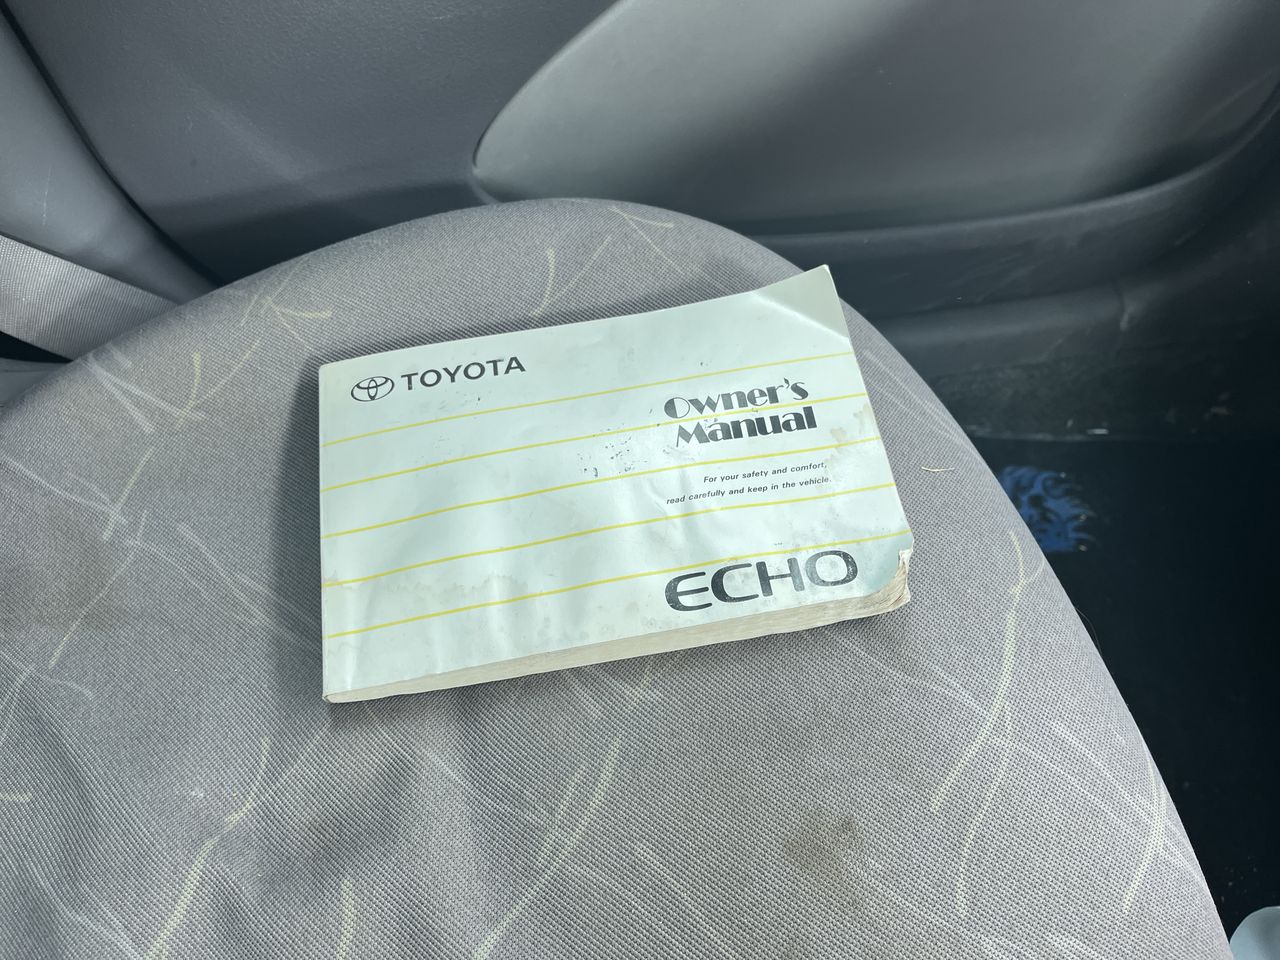 TOYOTA
Owner's
Manual
For your safety and comfort,
read carefully and keep in the vehicle.
ECHO